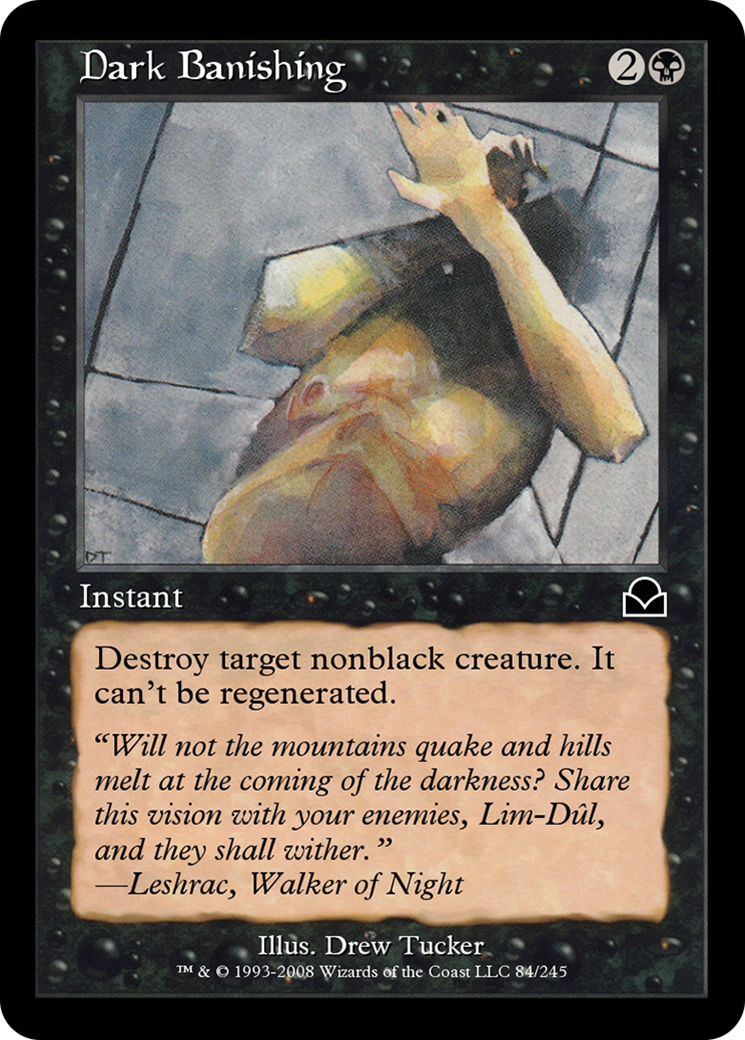 Dark Banishing 2
DT
Instant
Destroy target nonblack creature. It
can't be regenerated.
“Will not the mountains quake and hills
melt at the coming of the darkness? Share
this vision with your enemies, Lim-Dûl,
and they shall wither.”
—Leshrac, Walker of Night
Illus. Drew Tucker
™ & © 1993-2008 Wizards of the Coast LLC 84/245